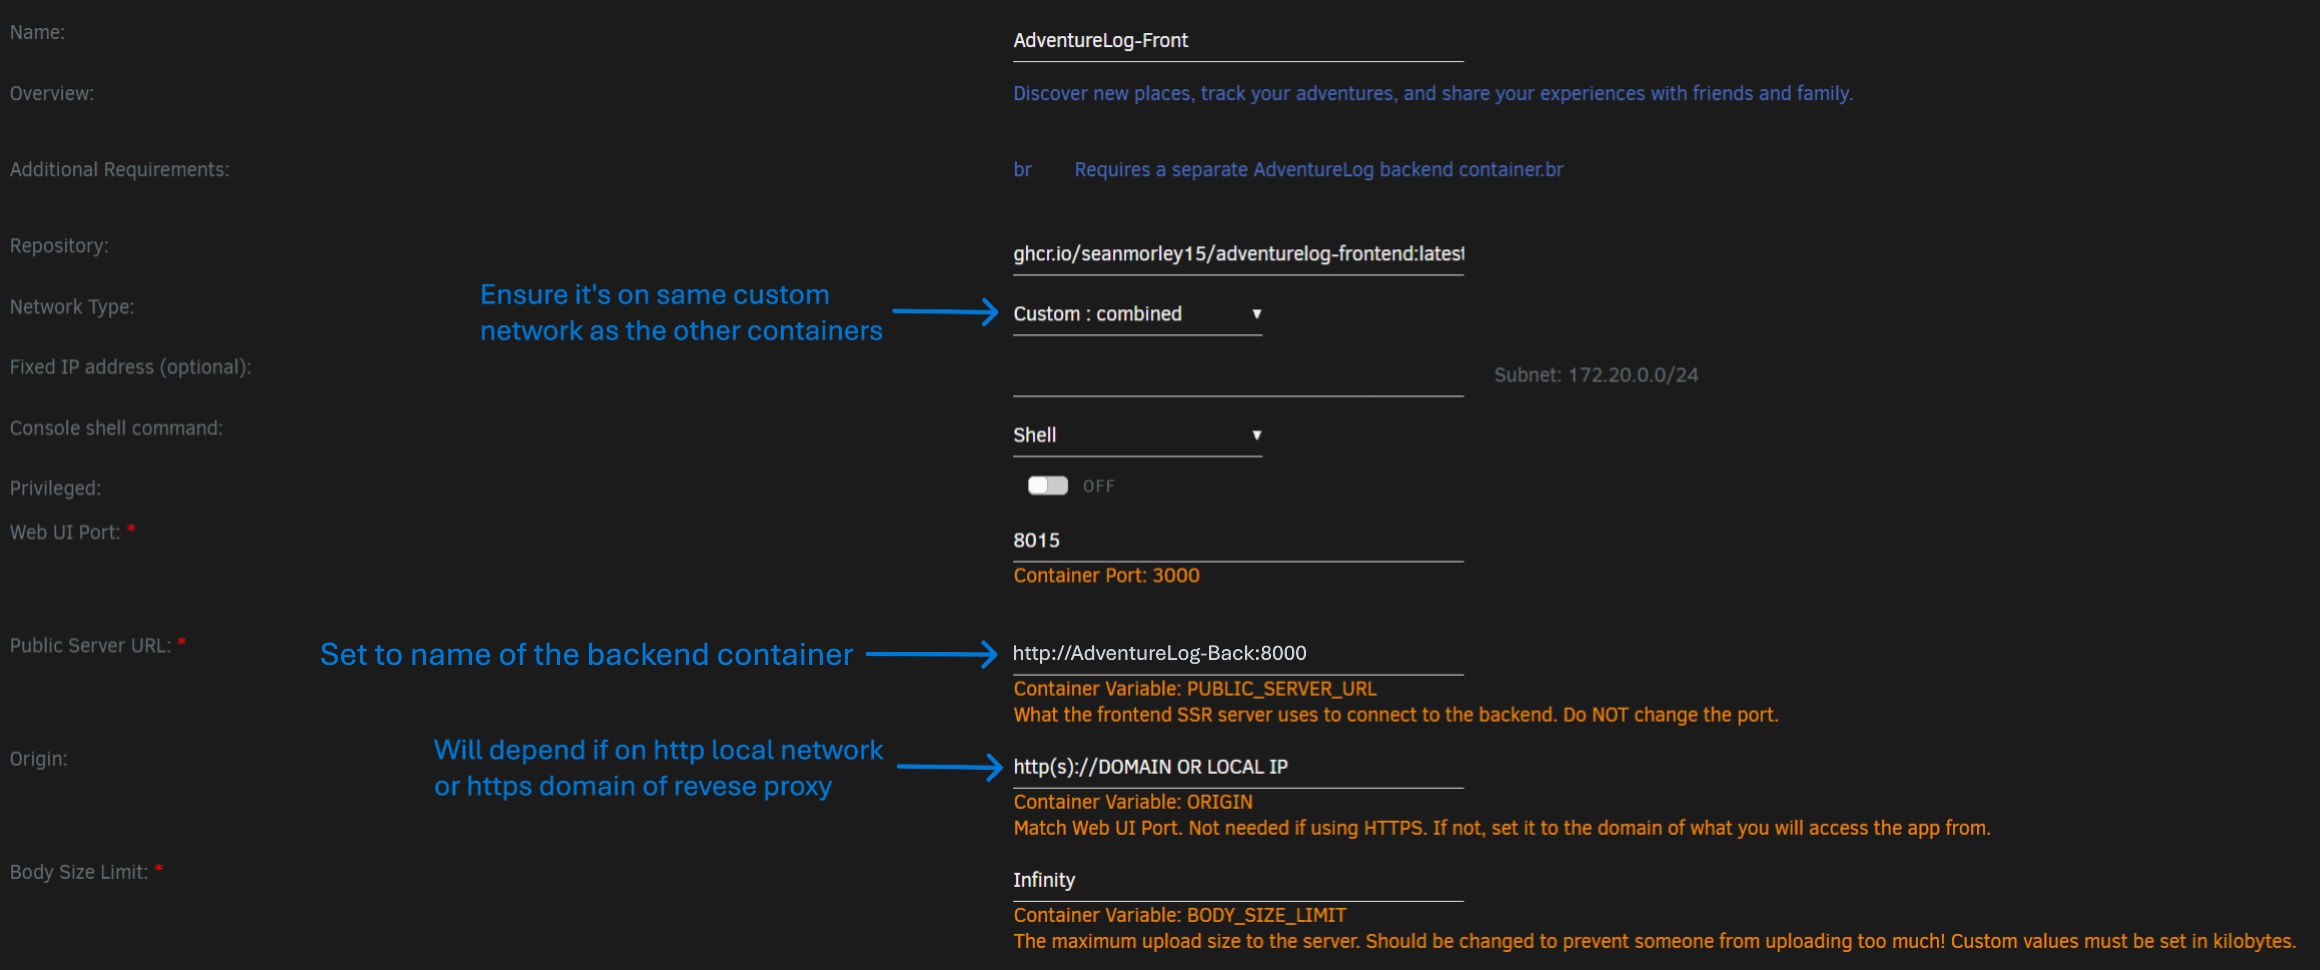 Name:
AdventureLog-Front
Overview:
Discover new places, track your adventures, and share your experiences with friends and family.
Additional Requirements:
br Requires a separate AdventureLog backend container.br
Repository:
ghcr.io/seanmorley15/adventurelog-frontend:latest
Ensure it's on same custom
network as the other containers
Network Type:
Custom : combined
Fixed IP address (optional):
Subnet: 172.20.0.0/24
Console shell command:
Shell
Privileged:
OFF
Web UI Port: *
8015
Container Port: 3000
Public Server URL: *
Set to name of the backend container
http://AdventureLog-Back:8000
Container Variable: PUBLIC_SERVER_URL
What the frontend SSR server uses to connect to the backend. Do NOT change the port.
Origin:
Will depend if on http local network
or https domain of revese proxy
http(s)://DOMAIN OR LOCAL IP
Container Variable: ORIGIN
Match Web UI Port. Not needed if using HTTPS. If not, set it to the domain of what you will access the app from.
Body Size Limit: *
Infinity
Container Variable: BODY_SIZE_LIMIT
The maximum upload size to the server. Should be changed to prevent someone from uploading too much! Custom values must be set in kilobytes.